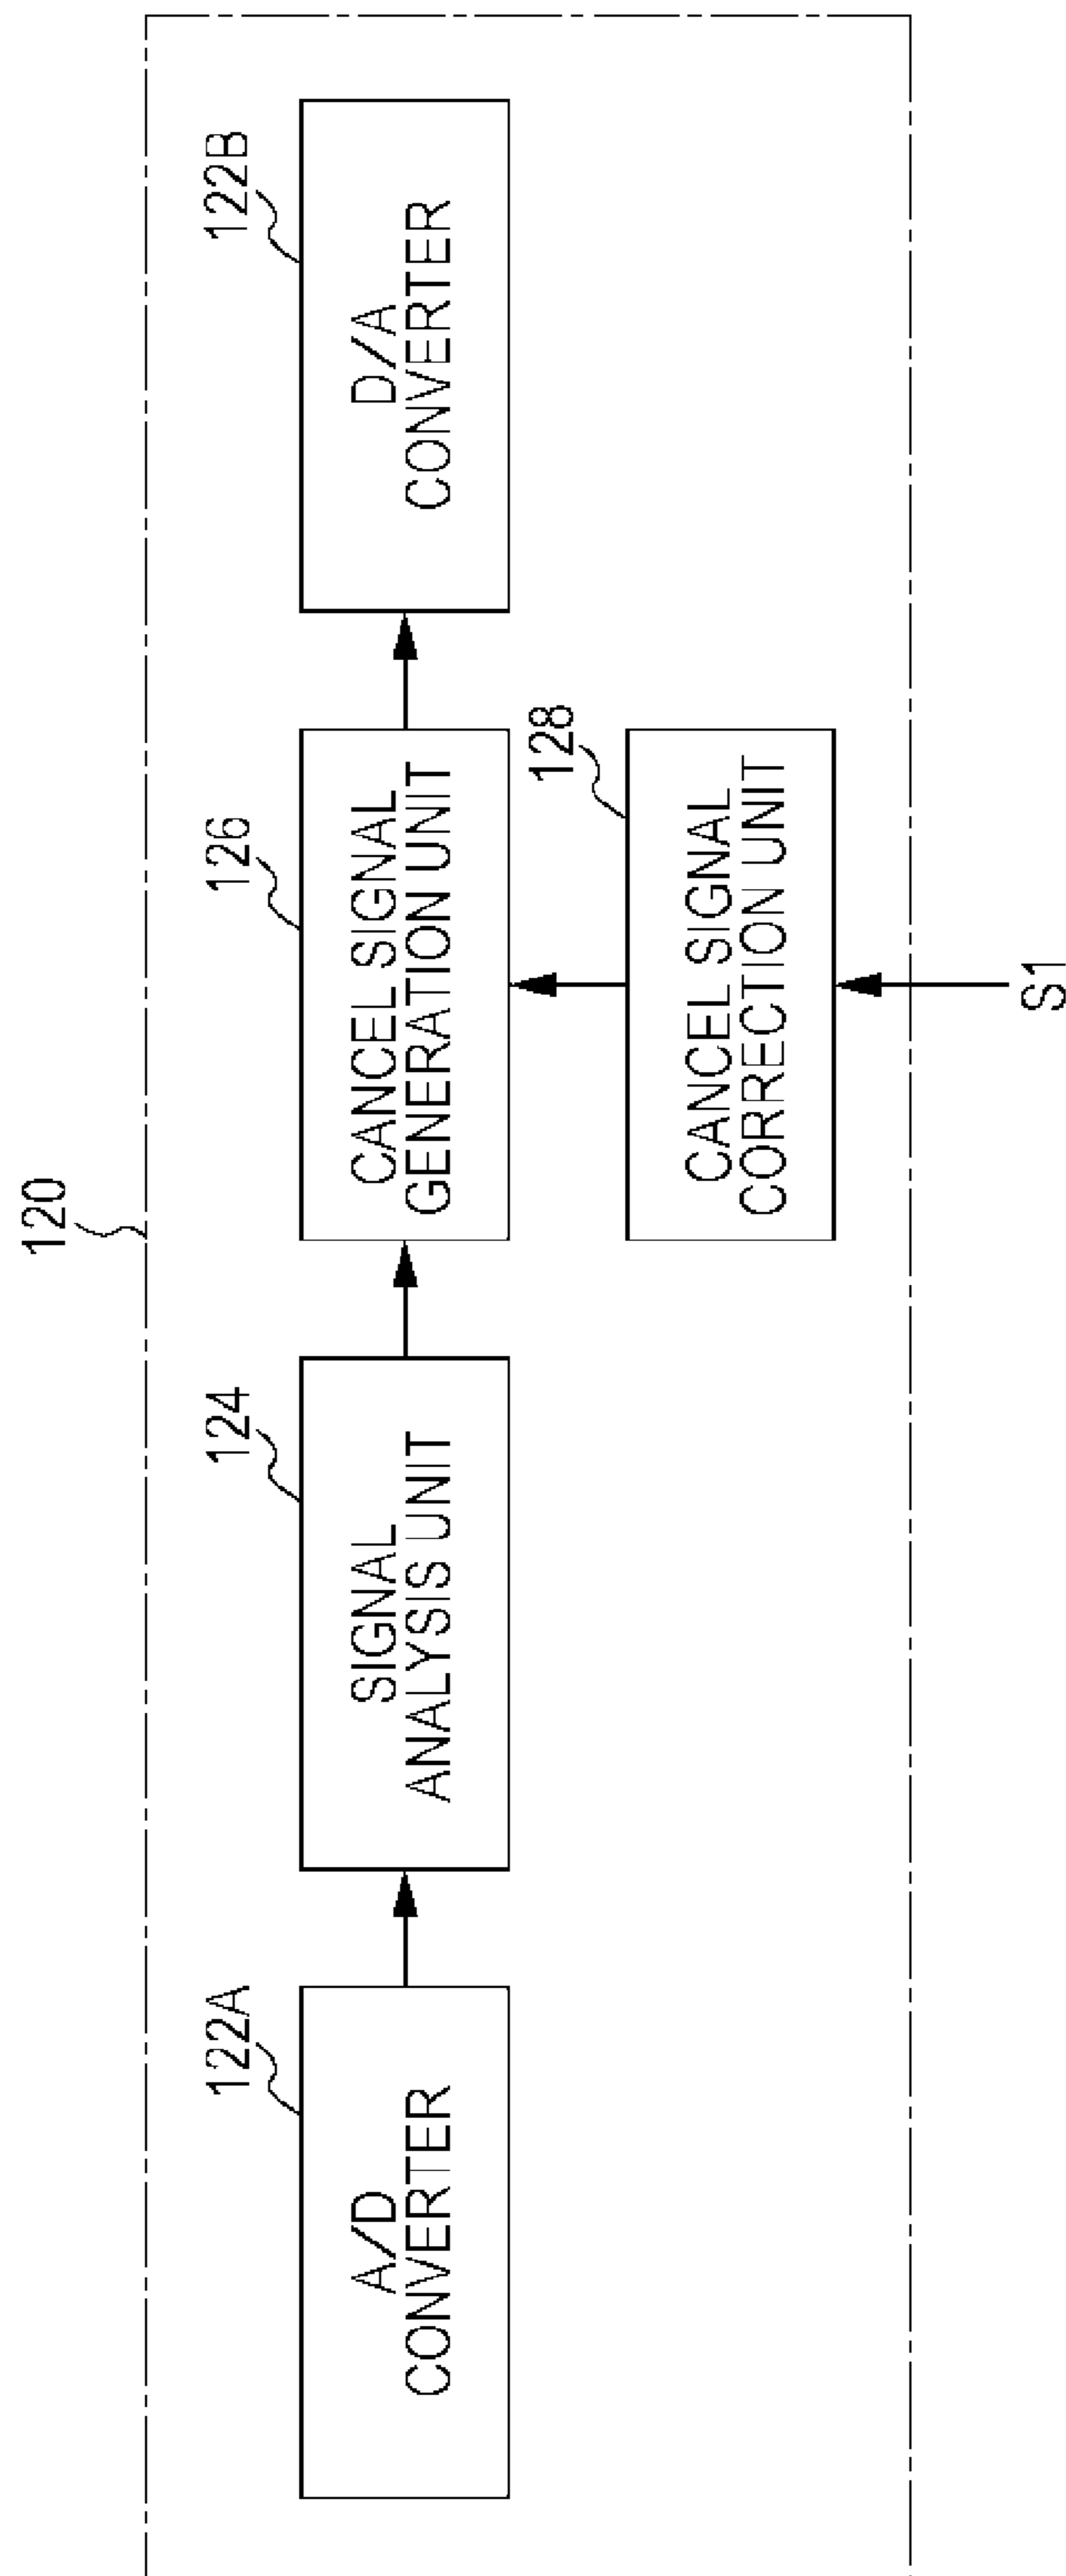 120
122A
A/D
CONVERTER
124
SIGNAL
ANALYSIS UNIT
126
CANCEL SIGNAL
GENERATION UNIT
122B
D/A
CONVERTER
128
CANCEL SIGNAL
CORRECTION UNIT
S1